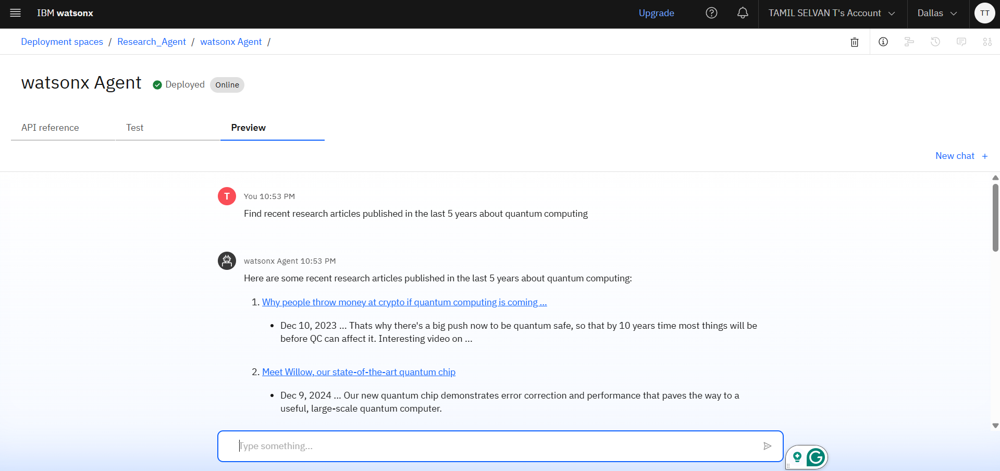 IBM watsonx
Upgrade
TAMIL SELVAN T's Account
Dallas
TT
Deployment spaces / Research_Agent / watsonx Agent /
watsonx Agent
Deployed
Online
API reference
Test
Preview
New chat +
T
You 10:53 PM
Find recent research articles published in the last 5 years about quantum computing
watsonx Agent 10:53 PM
Here are some recent research articles published in the last 5 years about quantum computing:
1. Why people throw money at crypto if quantum computing is coming ...
• Dec 10, 2023 ... Thats why there's a big push now to be quantum safe, so that by 10 years time most things will be
before QC can affect it. Interesting video on ...
2. Meet Willow, our state-of-the-art quantum chip
• Dec 9, 2024 ... Our new quantum chip demonstrates error correction and performance that paves the way to a
useful, large-scale quantum computer.
Type something...